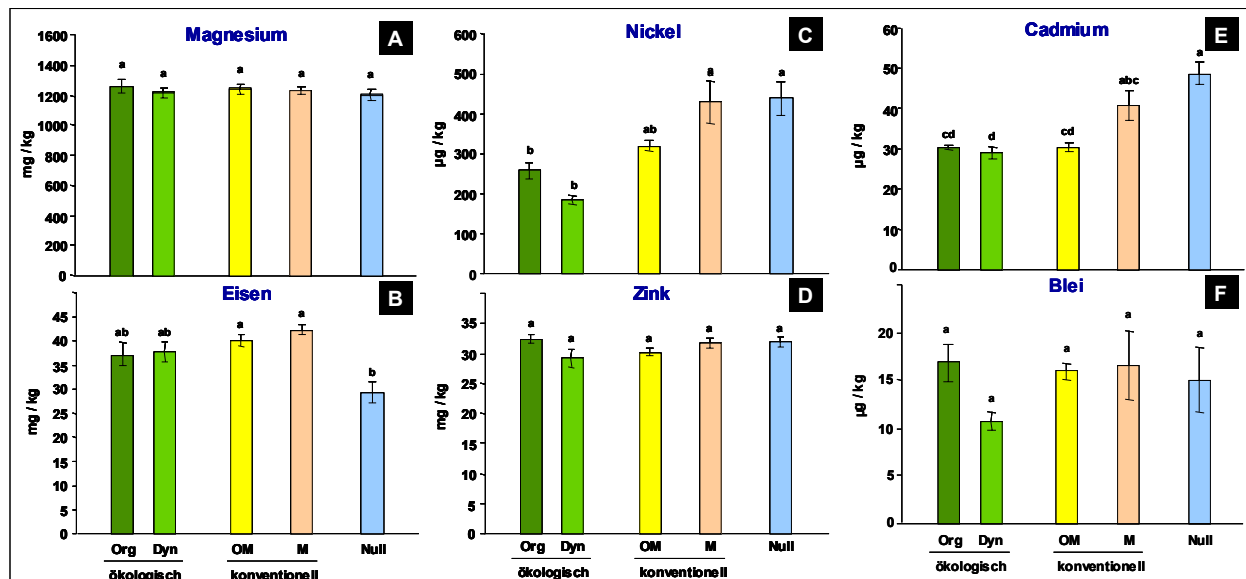 Magnesium
A
mg / kg
1600
1400
1200
1000
800
600
400
200
0
a a a a a
Nickel
C
µg / kg
600
500
400
300
200
100
0
b b ab a a
Cadmium
E
µg / kg
60
50
40
30
20
10
0
cd d cd abc a
Eisen
B
mg / kg
45
40
35
30
25
20
15
10
5
0
ab ab a a b
Org Dyn OM M Null
ökologisch konventionell
Zink
D
mg / kg
35
30
25
20
15
10
5
0
a a a a a
Org Dyn OM M Null
ökologisch konventionell
Blei
F
µg / kg
20
15
10
5
0
a a a a a
Org Dyn OM M Null
ökologisch konventionell